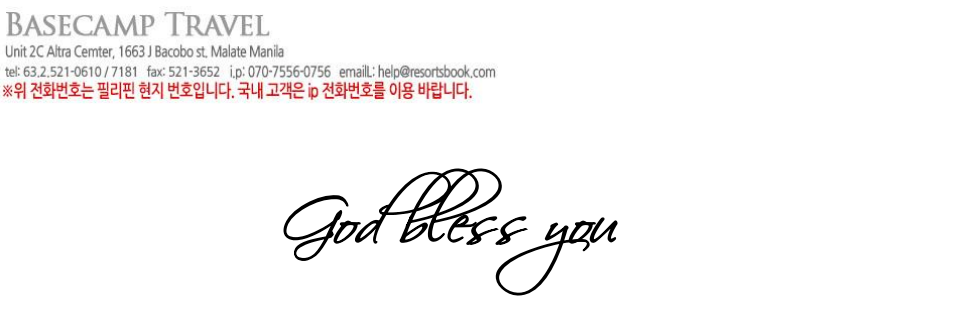 BASECAMP TRAVEL
Unit 2C Altra Cemter, 1663 J Bacobo st. Malate Manila
tel: 63.2.521-0610 / 7181 fax: 521-3652 i.p: 070-7556-0756 emailL: help@resortsbook.com
※위 전화번호는 필리핀 현지 번호입니다. 국내 고객은 ip 전화번호를 이용 바랍니다.
God bless you